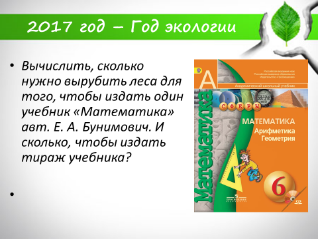 2017 год – Год экологии
• Вычислить, сколько
нужно вырубить леса для
того, чтобы издать один
учебник «Математика»
авт. Е. А. Бунимович. И
сколько, чтобы издать
тираж учебника?
•
Математика
МАТЕМАТИКА
Арифметика
Геометрия
6